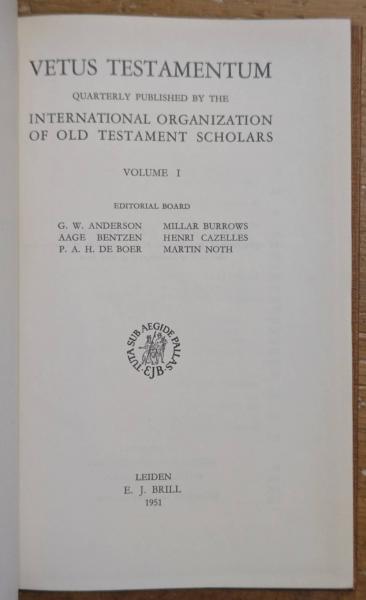 VETUS TESTAMENTUM
QUARTERLY PUBLISHED BY THE
INTERNATIONAL ORGANIZATION
OF OLD TESTAMENT SCHOLARS
VOLUME I
EDITORIAL BOARD
G. W. ANDERSON MILLAR BURROWS
AAGE BENTZEN HENRI CAZELLES
P. A. H. DE BOER MARTIN NOTH
TUTA SUB AEGIDE PALLAS
·EJB·
LEIDEN
E. J. BRILL
1951